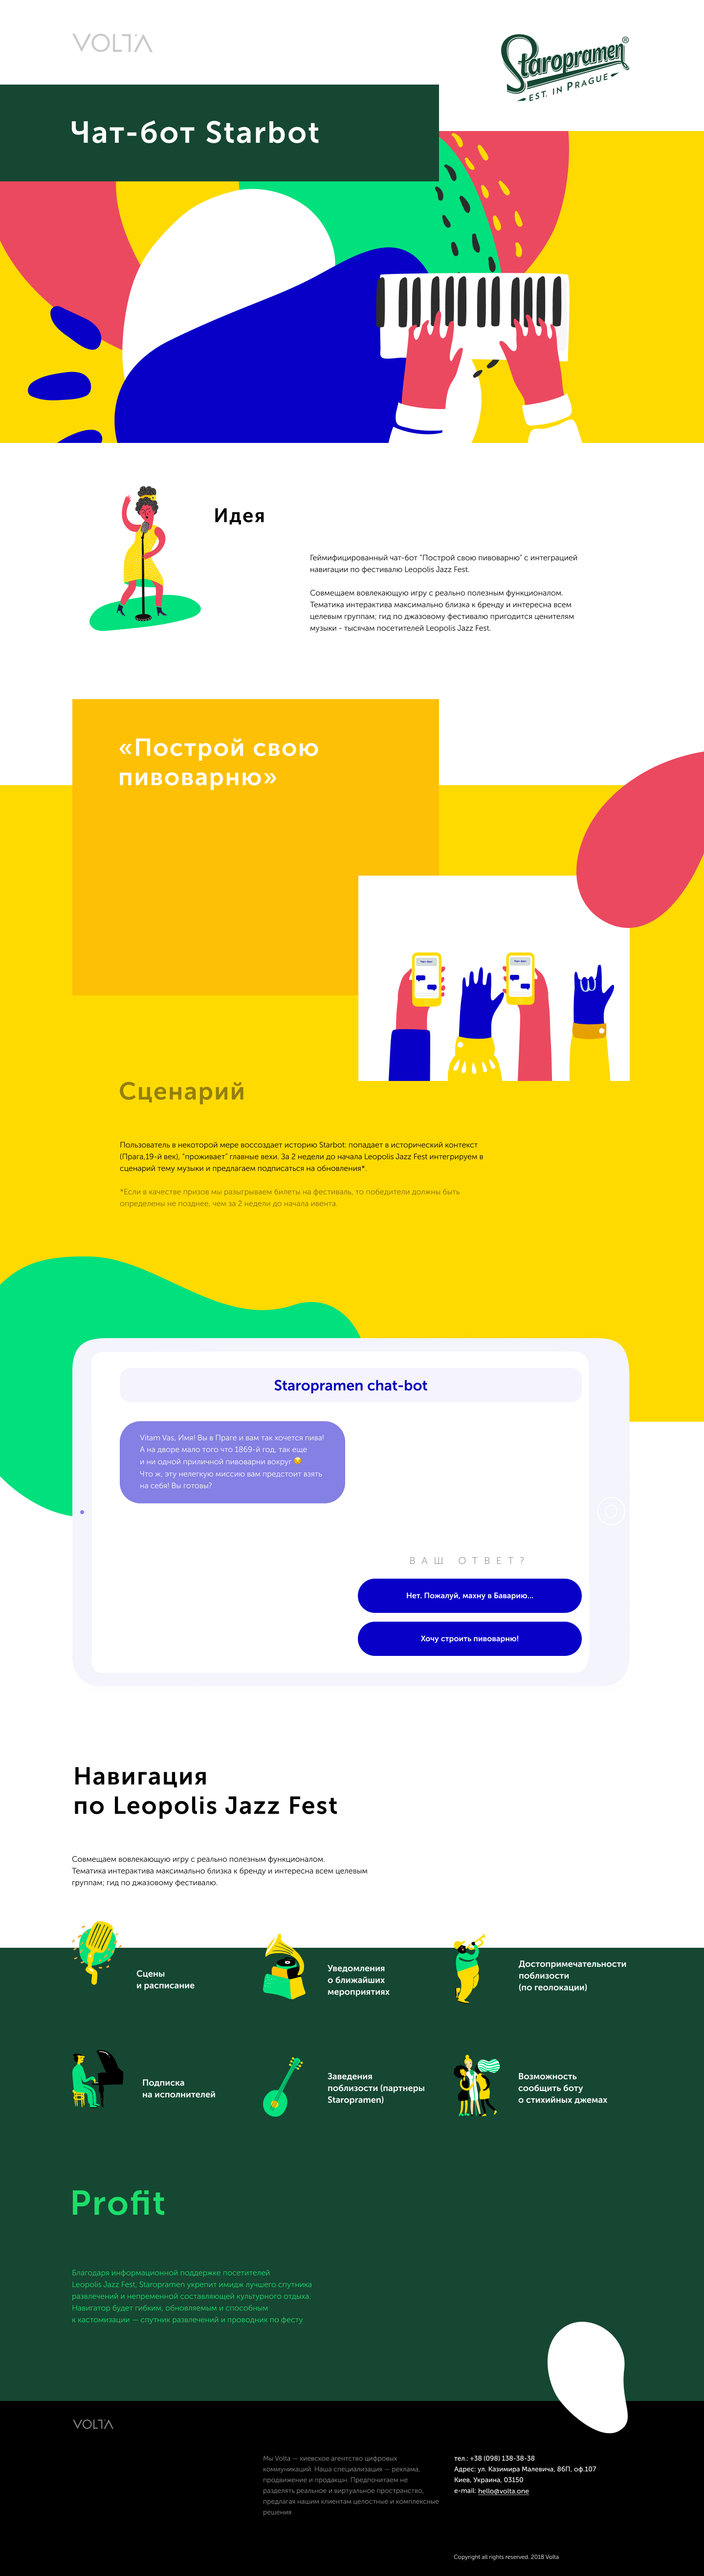 VOLTA
Staropramen®
EST. IN PRAGUE
Чат-бот Starbot
Идея
Геймифицированный чат-бот "Построй свою пивоварню" с интеграцией
навигации по фестивалю Leopolis Jazz Fest.
Совмещаем вовлекающую игру с реально полезным функционалом.
Тематика интерактива максимально близка к бренду и интересна всем
целевым группам; гид по джазовому фестивалю пригодится ценителям
музыки - тысячам посетителей Leopolis Jazz Fest.
«Построй свою
пивоварню»
Чат-бот
Чат-бот
Сценарий
Пользователь в некоторой мере воссоздает историю Starbot: попадает в исторический контекст
(Прага,19-й век), "проживает" главные вехи. За 2 недели до начала Leopolis Jazz Fest интегрируем в
сценарий тему музыки и предлагаем подписаться на обновления*.
*Если в качестве призов мы разыгрываем билеты на фестиваль, то победители должны быть
определены не позднее, чем за 2 недели до начала ивента.
Staropramen chat-bot
Vitam Vas, Имя! Вы в Праге и вам так хочется пива!
А на дворе мало того что 1869-й год, так еще
и ни одной приличной пивоварни вокруг 😒
Что ж, эту нелегкую миссию вам предстоит взять
на себя! Вы готовы?
ВАШ ОТВЕТ?
Нет. Пожалуй, махну в Баварию...
Хочу строить пивоварню!
Навигация
по Leopolis Jazz Fest
Совмещаем вовлекающую игру с реально полезным функционалом.
Тематика интерактива максимально близка к бренду и интересна всем целевым
группам; гид по джазовому фестивалю.
Сцены
и расписание
Уведомления
о ближайших
мероприятиях
Достопримечательности
поблизости
(по геолокации)
Подписка
на исполнителей
Заведения
поблизости (партнеры
Staropramen)
Возможность
сообщить боту
о стихийных джемах
Profit
Благодаря информационной поддержке посетителей
Leopolis Jazz Fest, Staropramen укрепит имидж лучшего спутника
развлечений и непременной составляющей культурного отдыха.
Навигатор будет гибким, обновляемым и способным
к кастомизации — спутник развлечений и проводник по фесту
VOLTA
Мы Volta — киевское агентство цифровых
коммуникаций. Наша специализация — реклама,
продвижение и продакшн. Предпочитаем не
разделять реальное и виртуальное пространство,
предлагая нашим клиентам целостные и комплексные
решения
тел.: +38 (098) 138-38-38
Адрес: ул. Казимира Малевича, 86П, оф.107
Киев, Украина, 03150
e-mail: hello@volta.one
Copyright all rights reserved. 2018 Volta